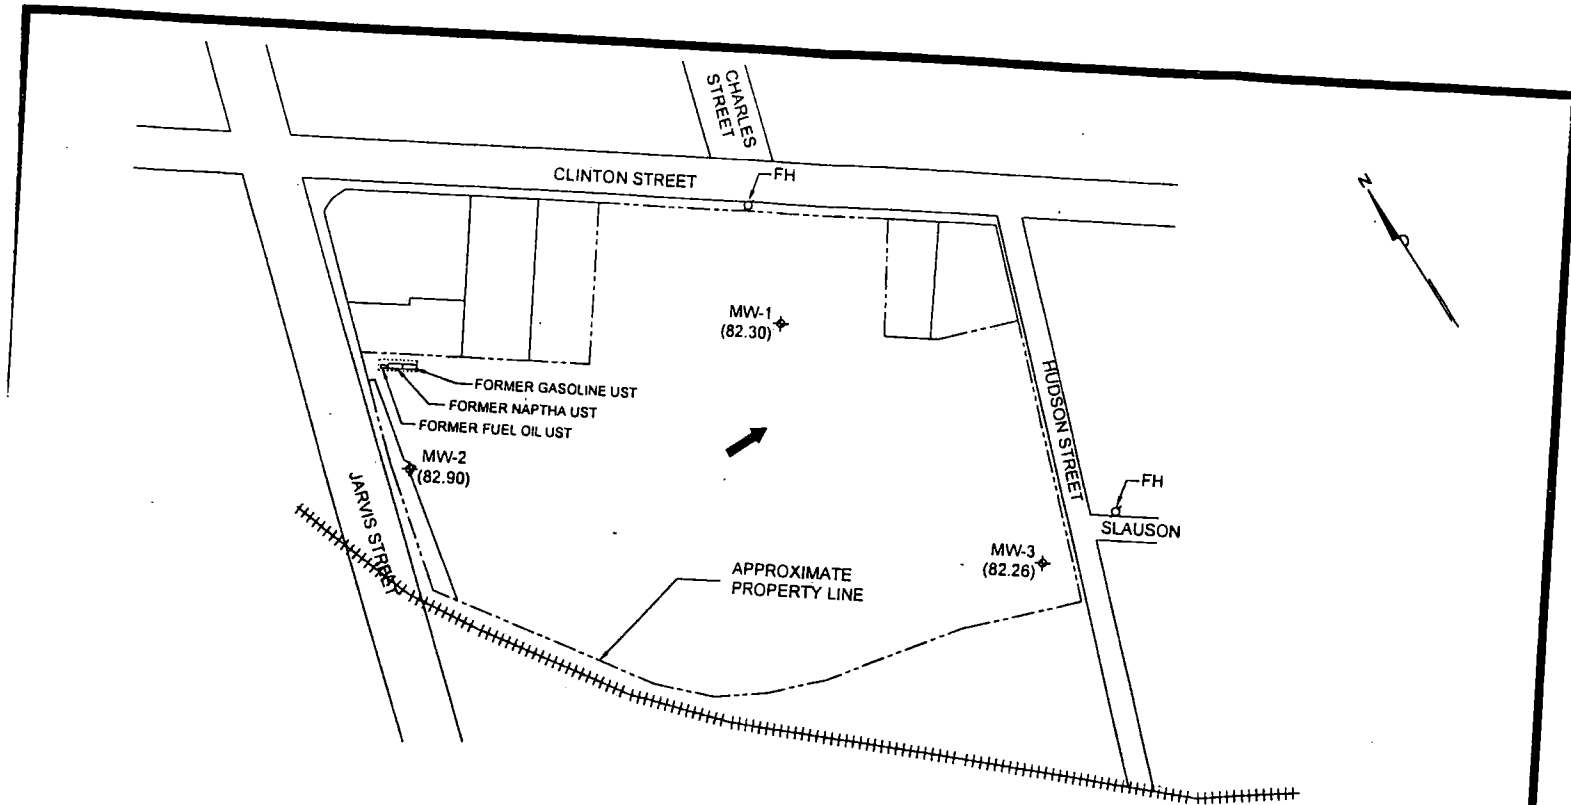 CHARLES
STREET
CLINTON STREET
FH
N
MW-1
(82.30)
FORMER GASOLINE UST
FORMER NAPTHA UST
FORMER FUEL OIL UST
MW-2
(82.90)
HUDSON STREET
JARVIS STREET
FH
SLAUSON
MW-3
(82.26)
APPROXIMATE
PROPERTY LINE